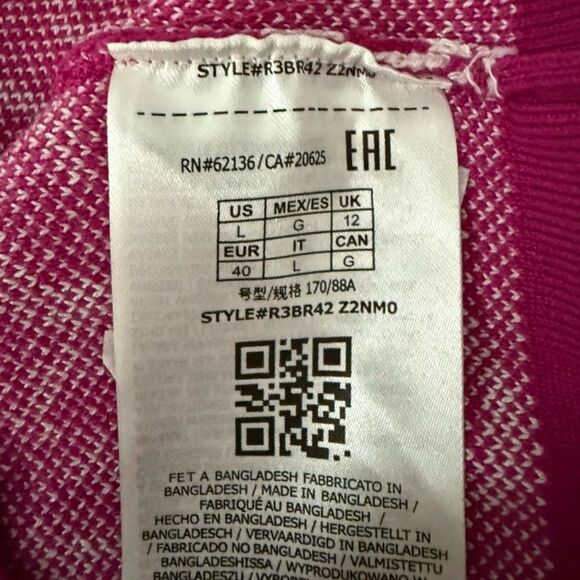 STYLE#R3BR42 Z2NM0
RN#62136/CA#20625 EAC
US MEX/ES UK
L G 12
EUR IT CAN
40 L G
号型/规格 170/88A
STYLE#R3BR42 Z2NM0
FET A BANGLADESH FABBRICATO IN
BANGLADESH / MADE IN BANGLADESH /
FABRIQUÉ AU BANGLADESH /
HECHO EN BANGLADESH / HERGESTELLT IN
BANGLADESCH / VERVAARDIGD IN BANGLADESH
/ FABRICADO NO BANGLADESH / VALMISTETTU
BANGLADESHISSA / WYPRODUKOWANO W
BANGLADESZU /